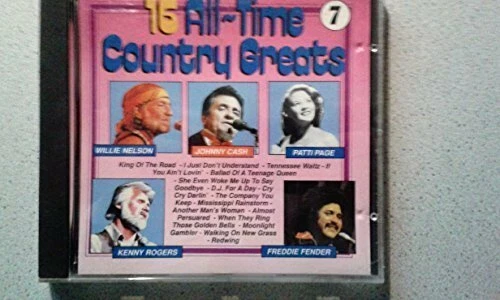 16 All-Time
Country Greats
7
WILLIE NELSON
JOHNNY CASH
PATTI PAGE
King Of The Road - I Just Don't Understand - Tennessee Waltz - If
You Ain't Lovin' - Ballad Of A Teenage Queen
- She Even Woke Me Up To Say
Goodbye - D.J. For A Day - Cry
Cry Darlin' - The Company You
Keep - Mississippi Rainstorm -
Another Man's Women - Almost
Persuared - When They Ring
Those Golden Bells - Moonlight
Gambler - Walking On New Grass
- Redwing
KENNY ROGERS
FREDDIE FENDER